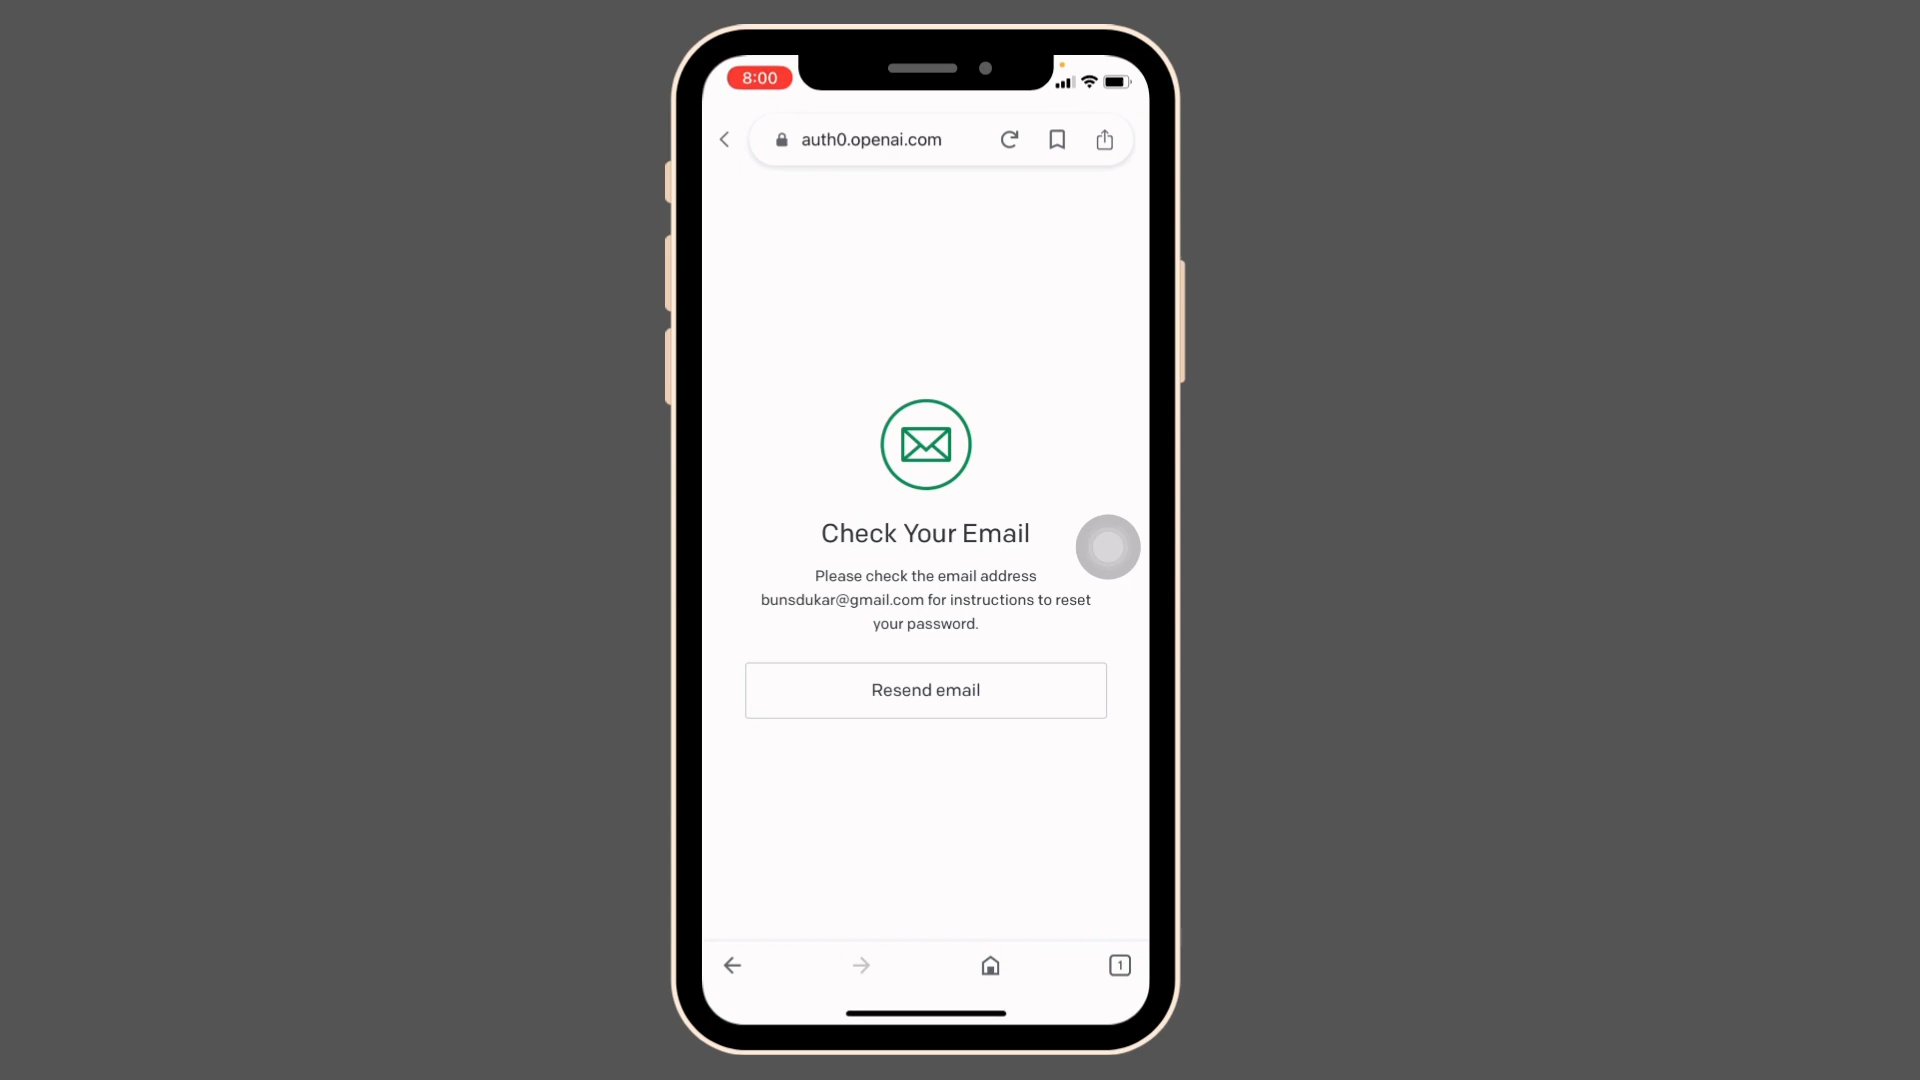 8:00
auth0.openai.com
Check Your Email
Please check the email address
bunsdukar@gmail.com for instructions to reset
your password.
Resend email
1